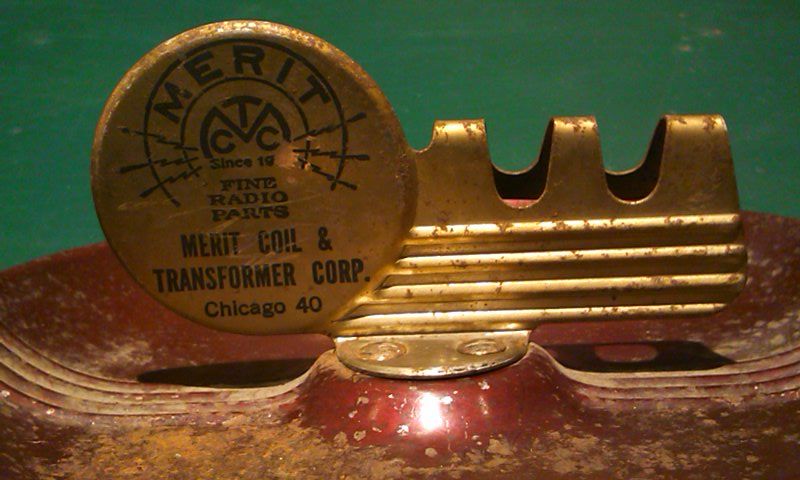 MERIT
MCTC
Since 19
FINE
RADIO
PARTS
MERIT COIL &
TRANSFORMER CORP.
Chicago 40